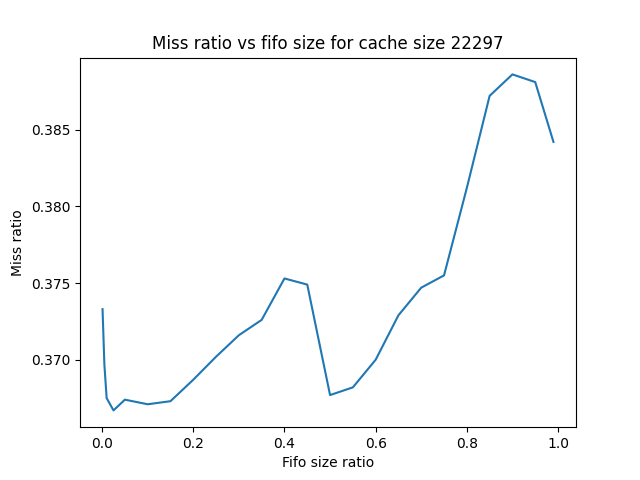 Miss ratio vs fifo size for cache size 22297
Miss ratio
0.385
0.380
0.375
0.370
0.0 0.2 0.4 0.6 0.8 1.0
Fifo size ratio